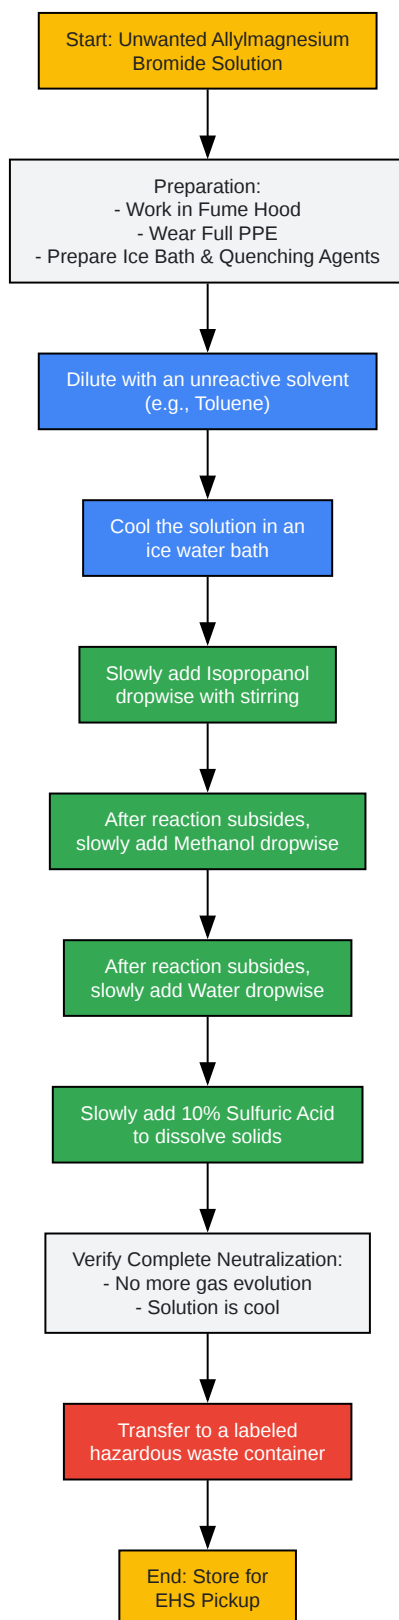 Start: Unwanted Allylmagnesium
Bromide Solution
Preparation:
- Work in Fume Hood
- Wear Full PPE
- Prepare Ice Bath & Quenching Agents
Dilute with an unreactive solvent
(e.g., Toluene)
Cool the solution in an
ice water bath
Slowly add Isopropanol
dropwise with stirring
After reaction subsides,
slowly add Methanol dropwise
After reaction subsides,
slowly add Water dropwise
Slowly add 10% Sulfuric Acid
to dissolve solids
Verify Complete Neutralization:
- No more gas evolution
- Solution is cool
Transfer to a labeled
hazardous waste container
End: Store for
EHS Pickup